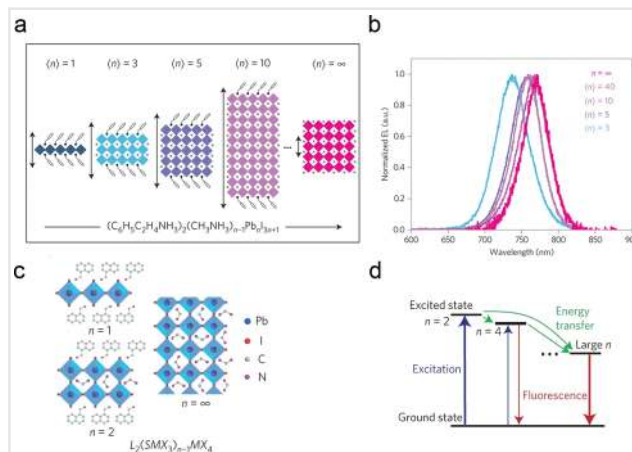 a
⟨n⟩ = 1
⟨n⟩ = 3
⟨n⟩ = 5
⟨n⟩ = 10
⟨n⟩ = ∞
...
(C₆H₅C₂H₄NH₃)₂(CH₃NH₃)ₙ₋₁PbₙI₃ₙ₊₁
b
Normalized EL (a.u.)
1.0
0.8
0.6
0.4
0.2
0.0
n = ∞
⟨n⟩ = 40
⟨n⟩ = 10
⟨n⟩ = 5
⟨n⟩ = 3
600 650 700 750 800 850 900
Wavelength (nm)
c
n = 1
n = 2
n = ∞
Pb
I
C
N
L₂(SMX₃)ₙ₋₁MX₄
d
Excited state
n = 2
n = 4
Energy
transfer
...
Large n
Excitation
Fluorescence
Ground state